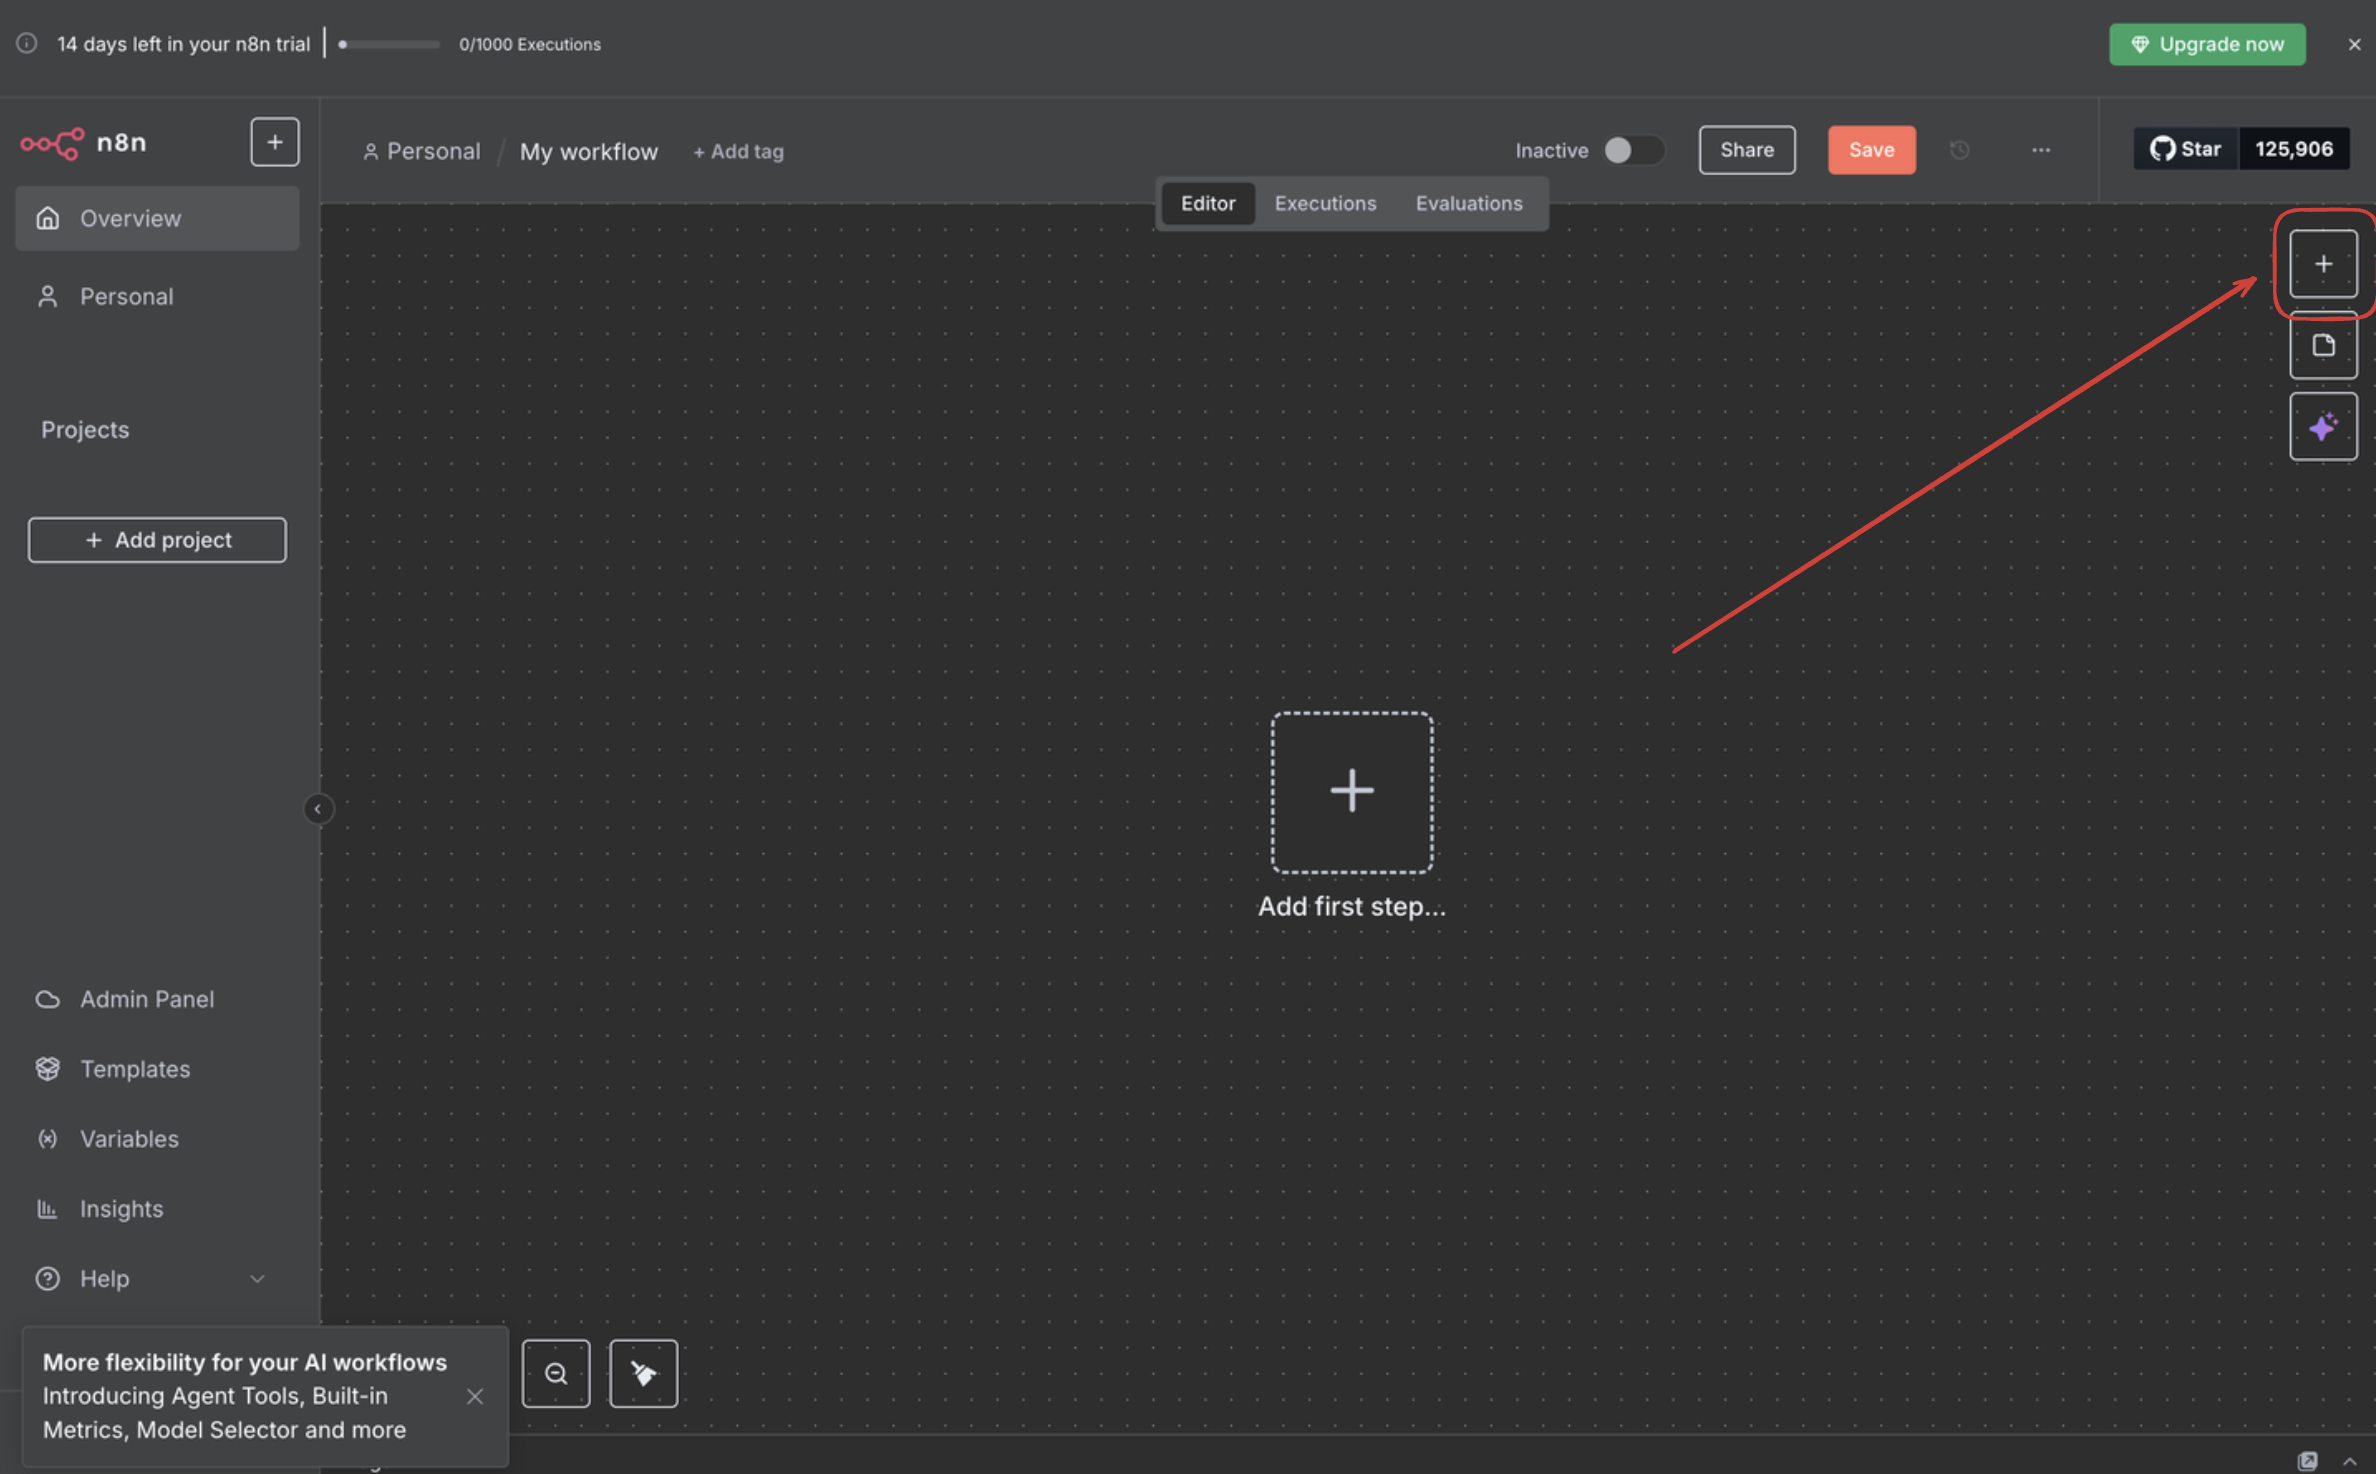 14 days left in your n8n trial
0/1000 Executions
Upgrade now
n8n
Personal / My workflow
+ Add tag
Inactive
Share
Save
Star
125,906
Editor
Executions
Evaluations
Overview
Personal
Projects
+ Add project
Add first step...
Admin Panel
Templates
Variables
Insights
Help
More flexibility for your AI workflows
Introducing Agent Tools, Built-in
Metrics, Model Selector and more